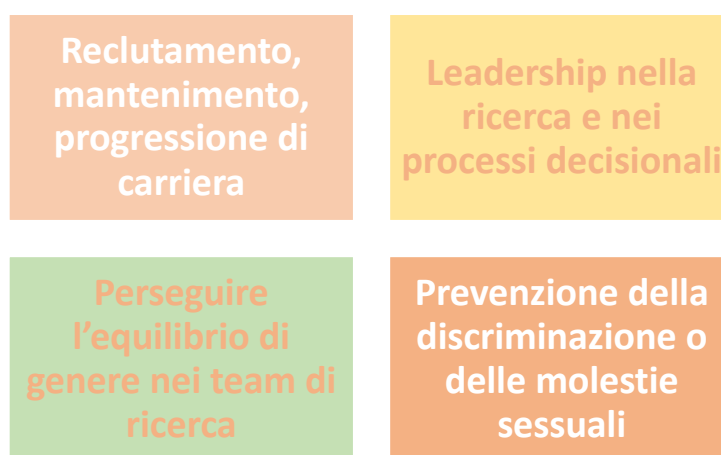 Reclutamento,
mantenimento,
progressione di
carriera
Leadership nella
ricerca e nei
processi decisionali
Perseguire
l’equilibrio di
genere nei team di
ricerca
Prevenzione della
discriminazione o
delle molestie
sessuali